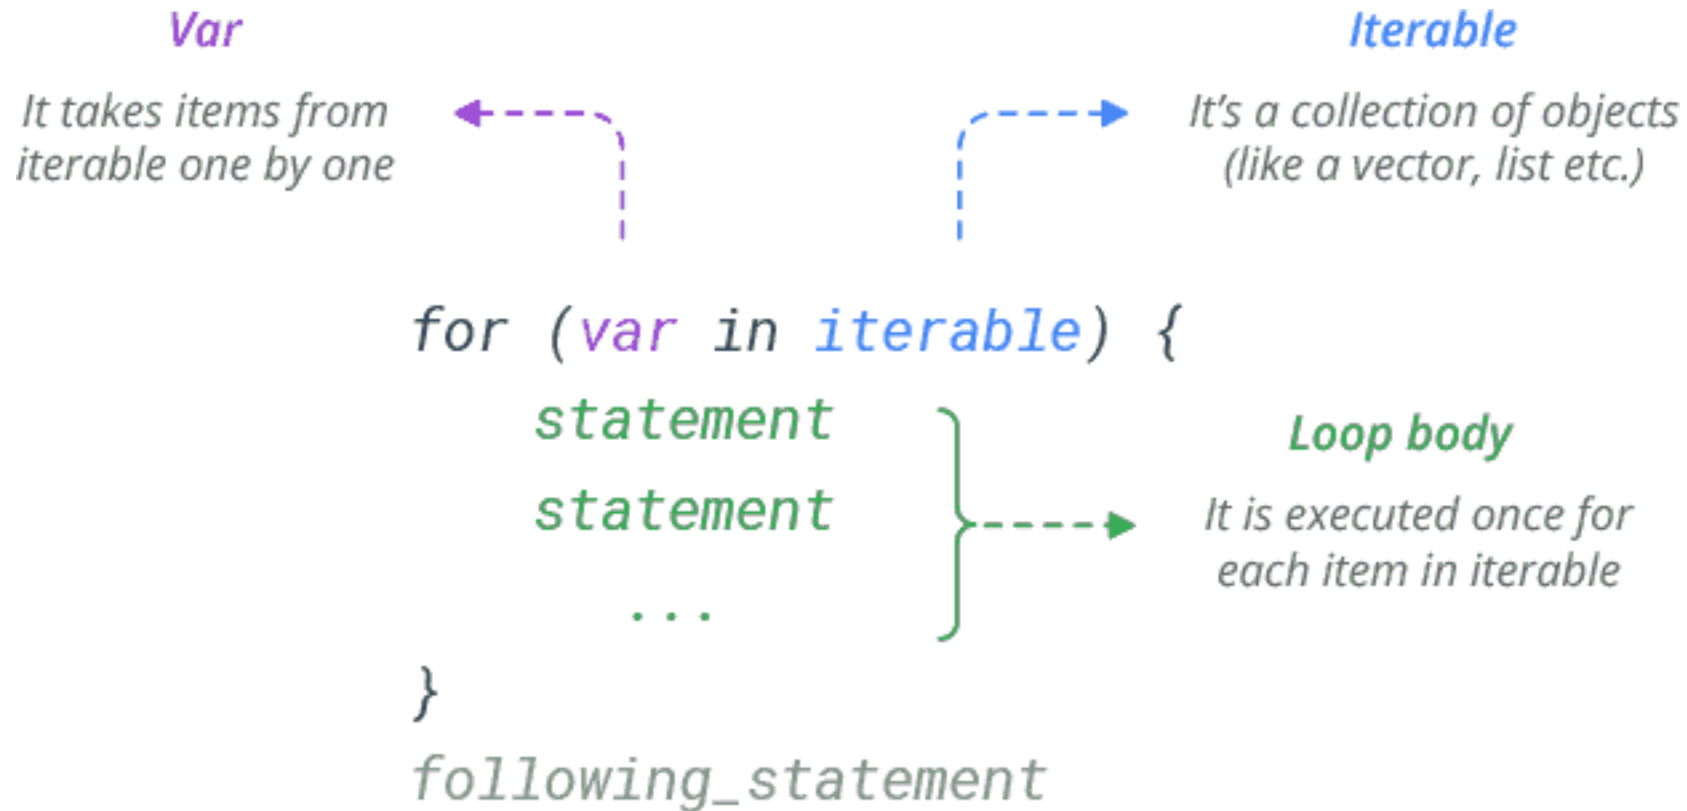 Var
It takes items from
iterable one by one
Iterable
It's a collection of objects
(like a vector, list etc.)
for (var in iterable) {
statement
statement
...
}
following_statement
Loop body
It is executed once for
each item in iterable